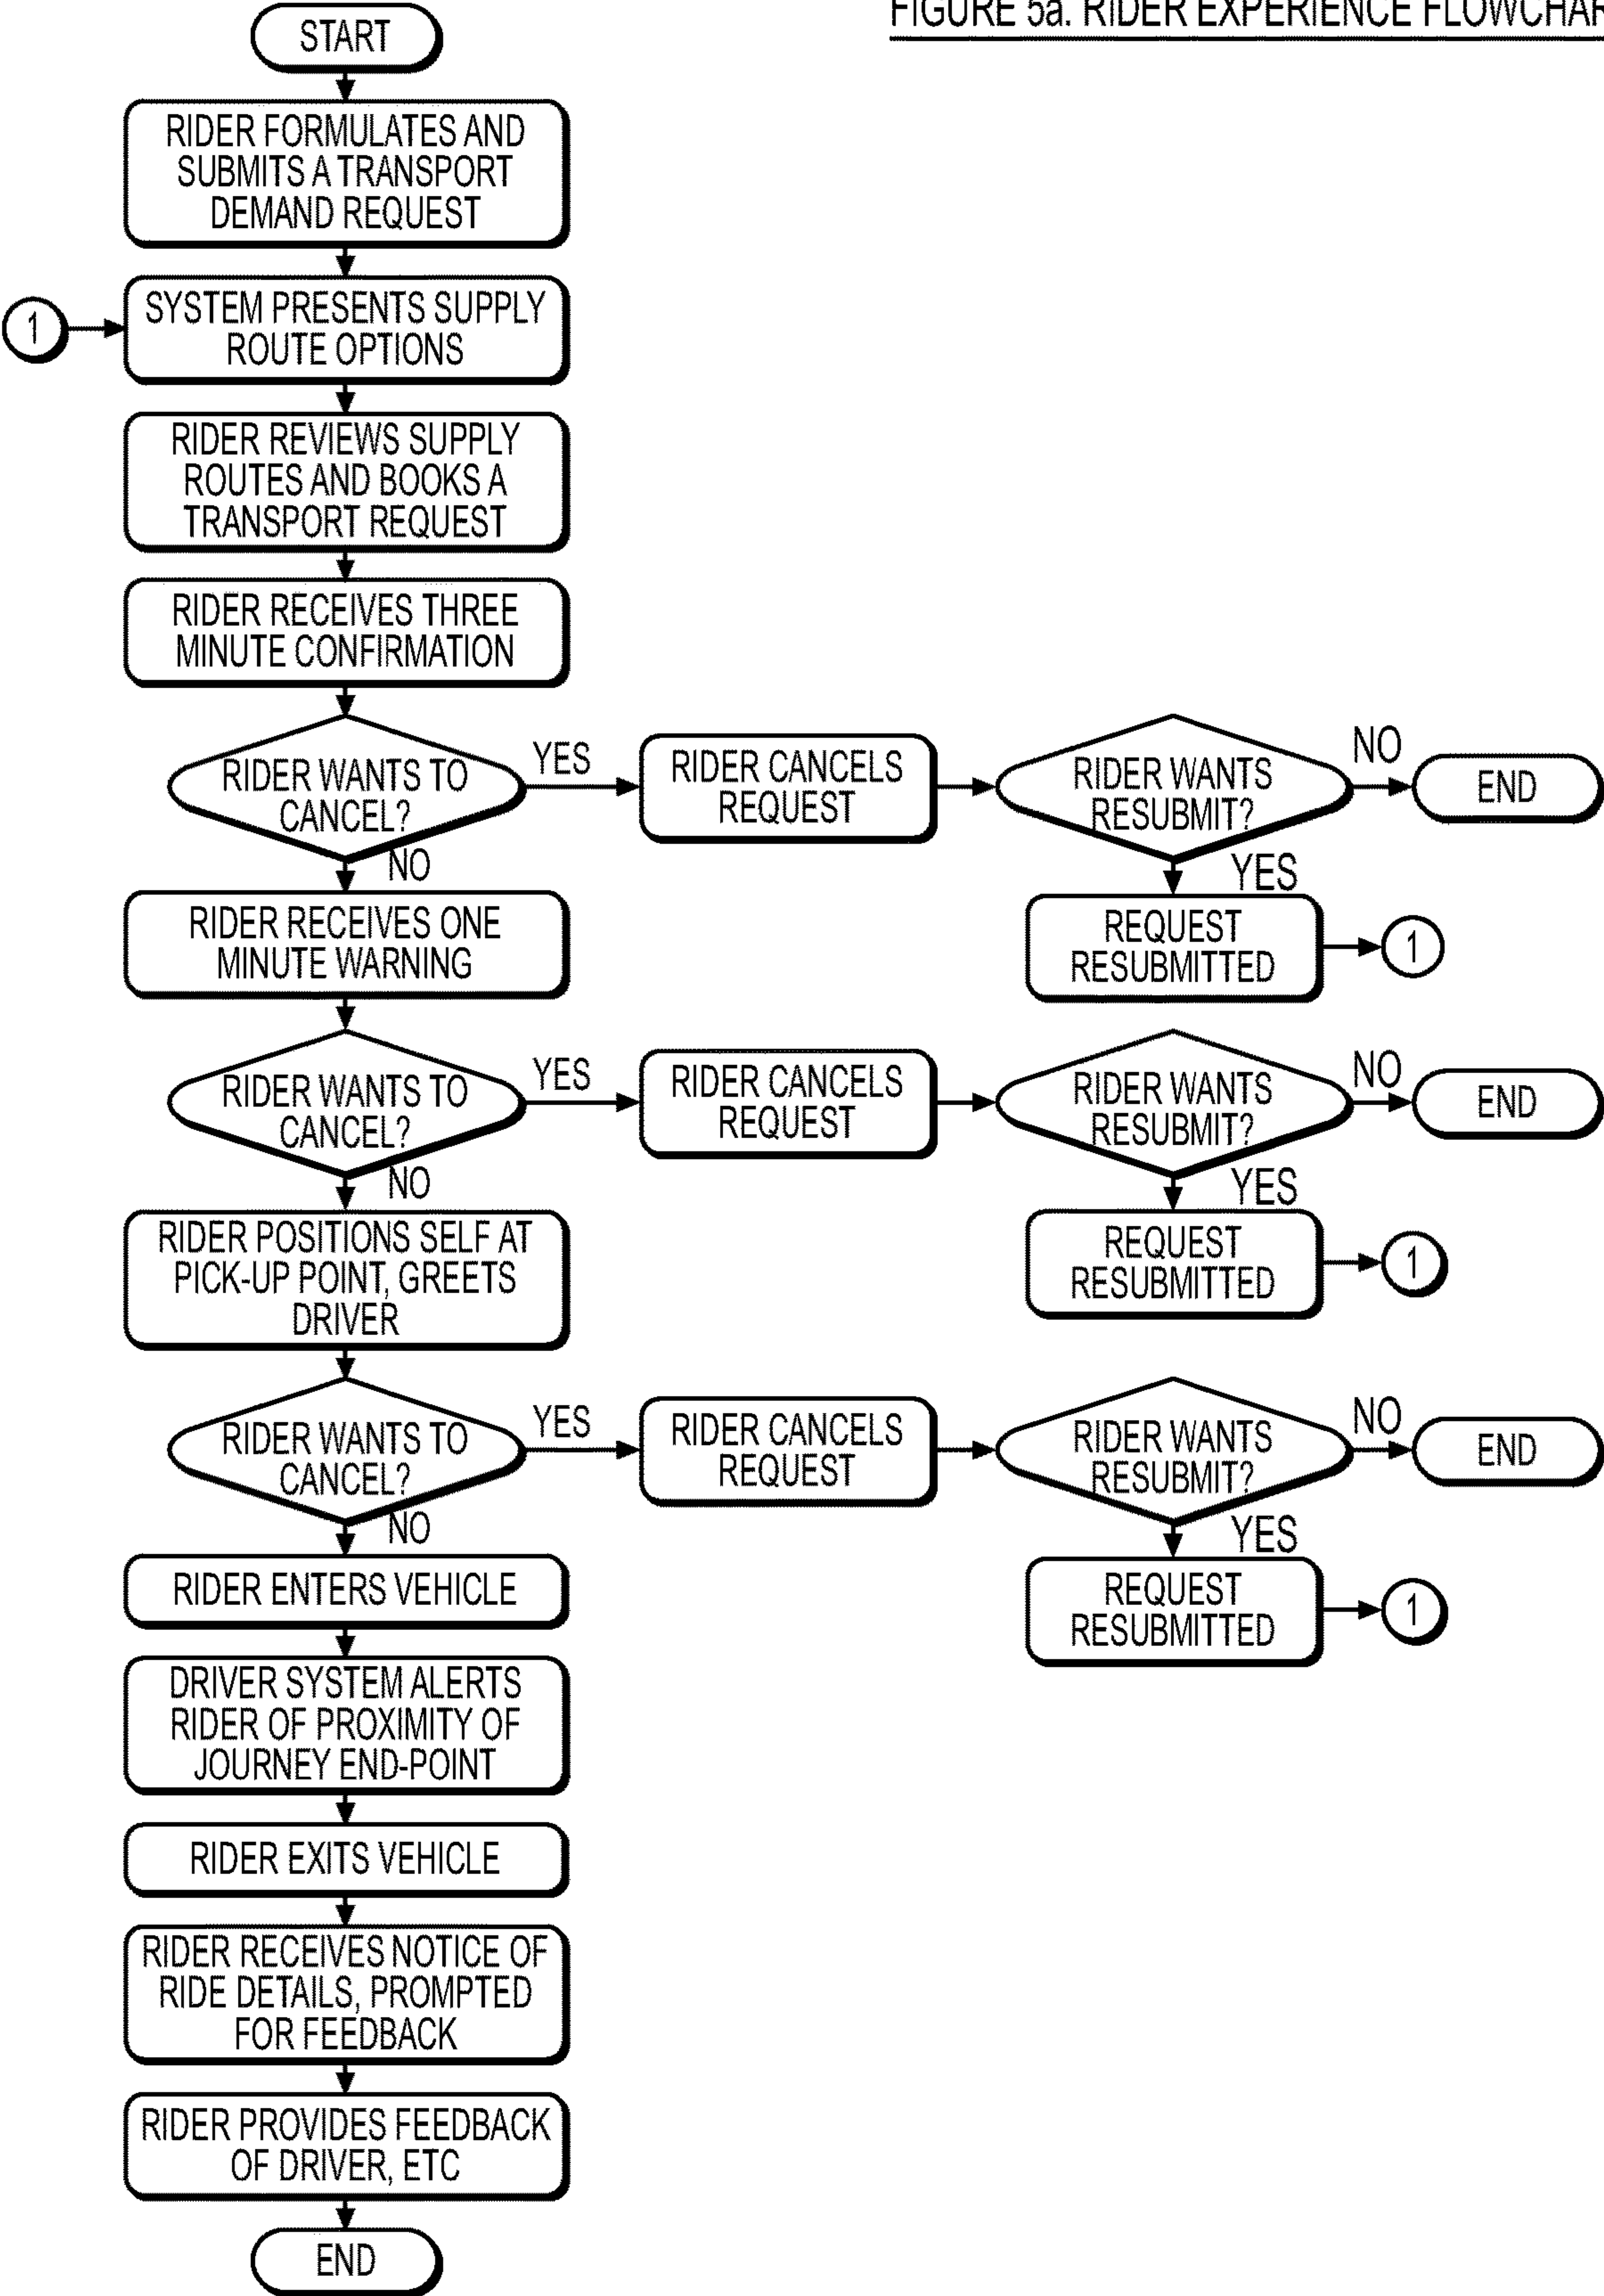 FIGURE 5a. RIDER EXPERIENCE FLOWCHAR
START
RIDER FORMULATES AND
SUBMITS A TRANSPORT
DEMAND REQUEST
1
SYSTEM PRESENTS SUPPLY
ROUTE OPTIONS
RIDER REVIEWS SUPPLY
ROUTES AND BOOKS A
TRANSPORT REQUEST
RIDER RECEIVES THREE
MINUTE CONFIRMATION
RIDER WANTS TO
CANCEL?
YES
RIDER CANCELS
REQUEST
RIDER WANTS
RESUBMIT?
NO
END
NO
YES
RIDER RECEIVES ONE
MINUTE WARNING
REQUEST
RESUBMITTED
1
RIDER WANTS TO
CANCEL?
YES
RIDER CANCELS
REQUEST
RIDER WANTS
RESUBMIT?
NO
END
NO
YES
RIDER POSITIONS SELF AT
PICK-UP POINT, GREETS
DRIVER
REQUEST
RESUBMITTED
1
RIDER WANTS TO
CANCEL?
YES
RIDER CANCELS
REQUEST
RIDER WANTS
RESUBMIT?
NO
END
NO
YES
RIDER ENTERS VEHICLE
REQUEST
RESUBMITTED
1
DRIVER SYSTEM ALERTS
RIDER OF PROXIMITY OF
JOURNEY END-POINT
RIDER EXITS VEHICLE
RIDER RECEIVES NOTICE OF
RIDE DETAILS, PROMPTED
FOR FEEDBACK
RIDER PROVIDES FEEDBACK
OF DRIVER, ETC
END